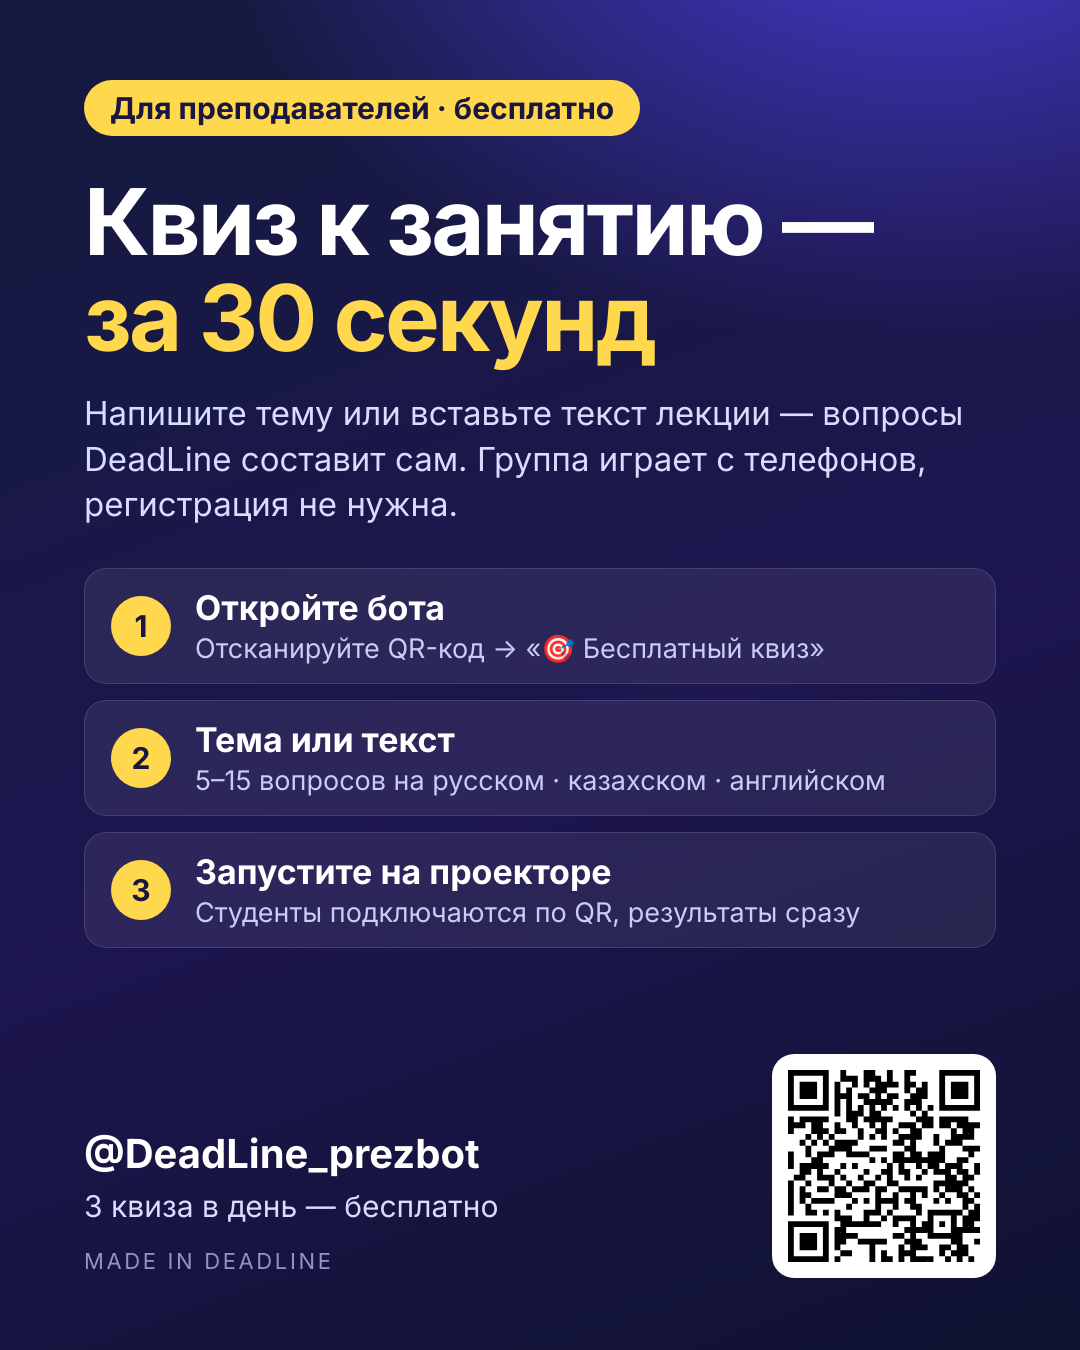 Для преподавателей · бесплатно
Квиз к занятию —
за 30 секунд
Напишите тему или вставьте текст лекции — вопросы
DeadLine составит сам. Группа играет с телефонов,
регистрация не нужна.
1
Откройте бота
Отсканируйте QR-код → «🎯 Бесплатный квиз»
2
Тема или текст
5–15 вопросов на русском · казахском · английском
3
Запустите на проекторе
Студенты подключаются по QR, результаты сразу
@DeadLine_prezbot
3 квиза в день — бесплатно
MADE IN DEADLINE